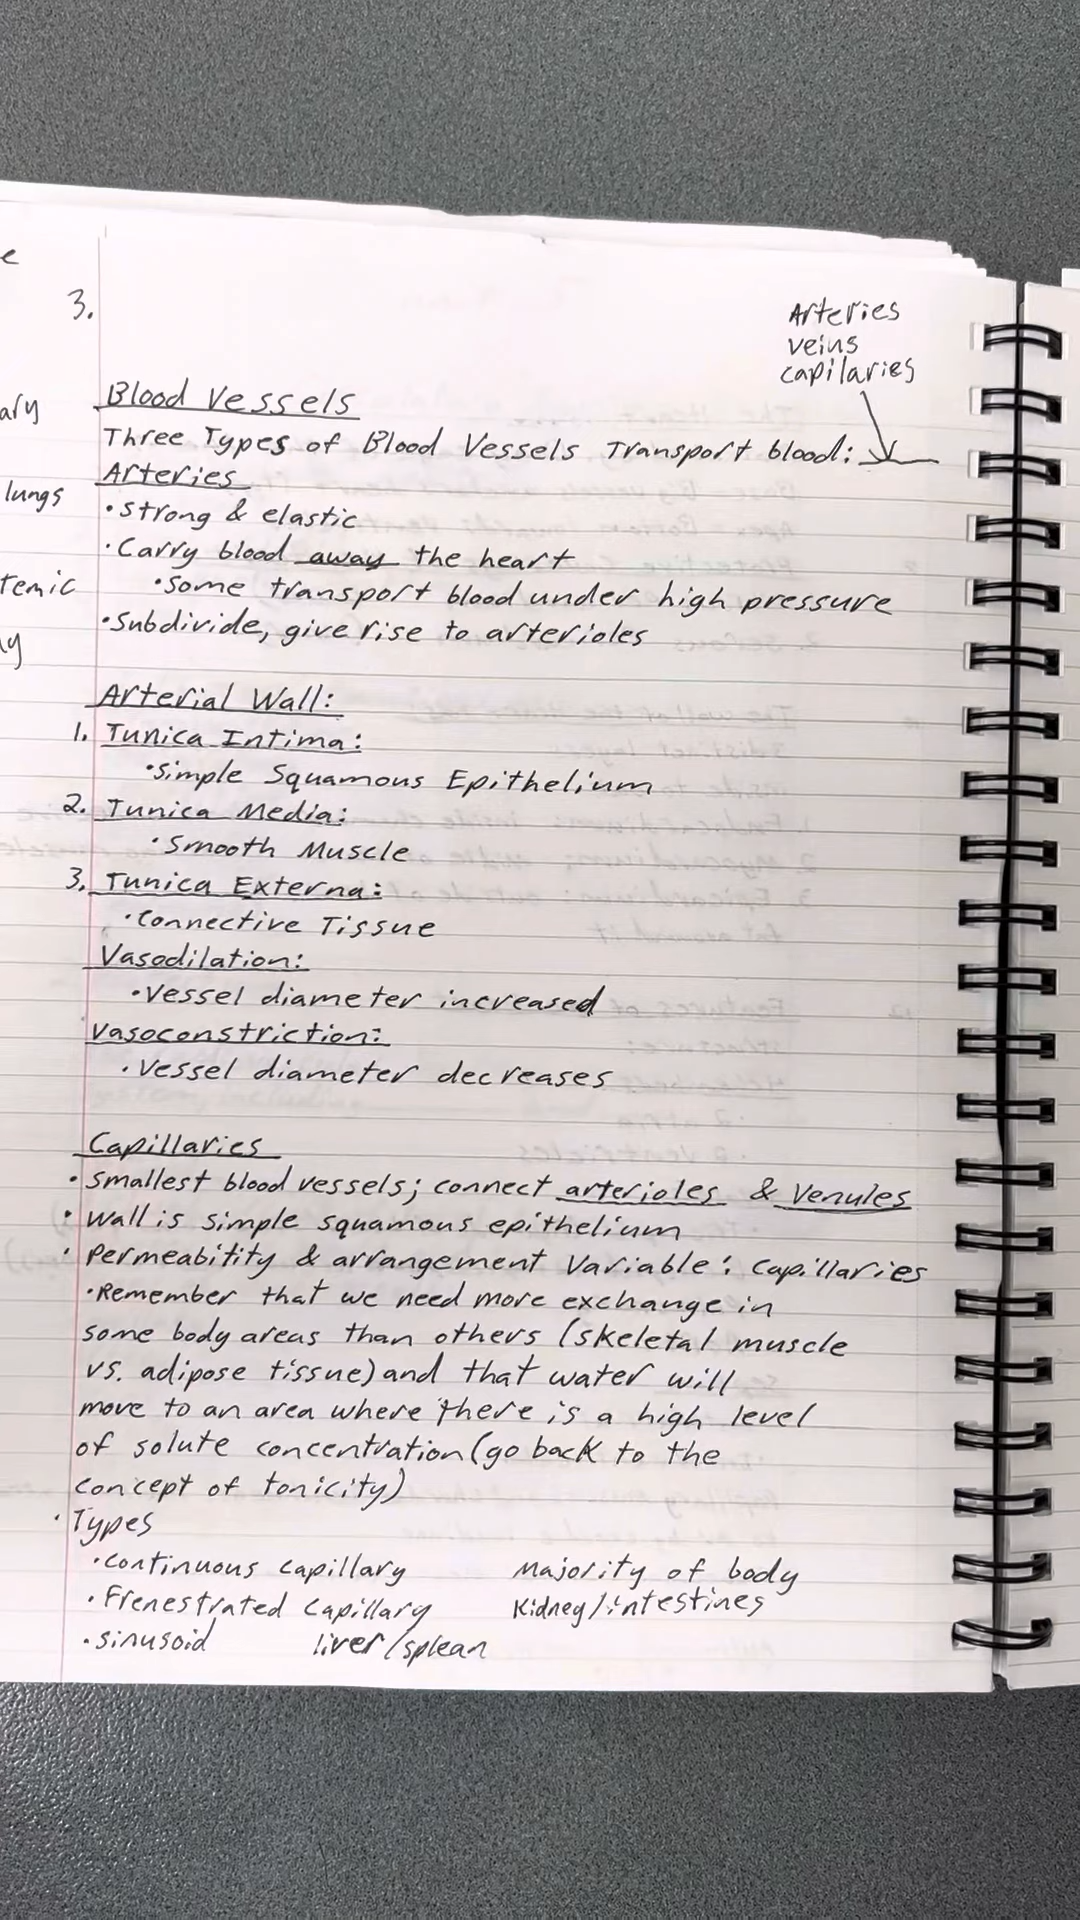 e
3.
Arteries
veins
capilaries
ary
Blood Vessels
Three Types of Blood Vessels Transport blood:
Arteries
lungs
• Strong & elastic
• Carry blood away the heart
temic
• Some transport blood under high pressure
• Subdivide, give rise to arterioles
Arterial Wall:
1. Tunica Intima:
• Simple Squamous Epithelium
2. Tunica Media:
• Smooth Muscle
3. Tunica Externa:
• Connective Tissue
Vasodilation:
• Vessel diameter increased
Vasoconstriction:
• Vessel diameter decreases
Capillaries
• Smallest blood vessels; connect arterioles & Venules
• Wall is simple squamous epithelium
• Permeabitity & arrangement Variable: Capillaries
• Remember that we need more exchange in
some body areas than others (skeletal muscle
vs. adipose tissue) and that water will
move to an area where there is a high level
of solute concentration (go back to the
concept of tonicity)
• Types
• Continuous Capillary Majority of body
• Frenestrated Capillary Kidney/intestines
• sinusoid liver/splean